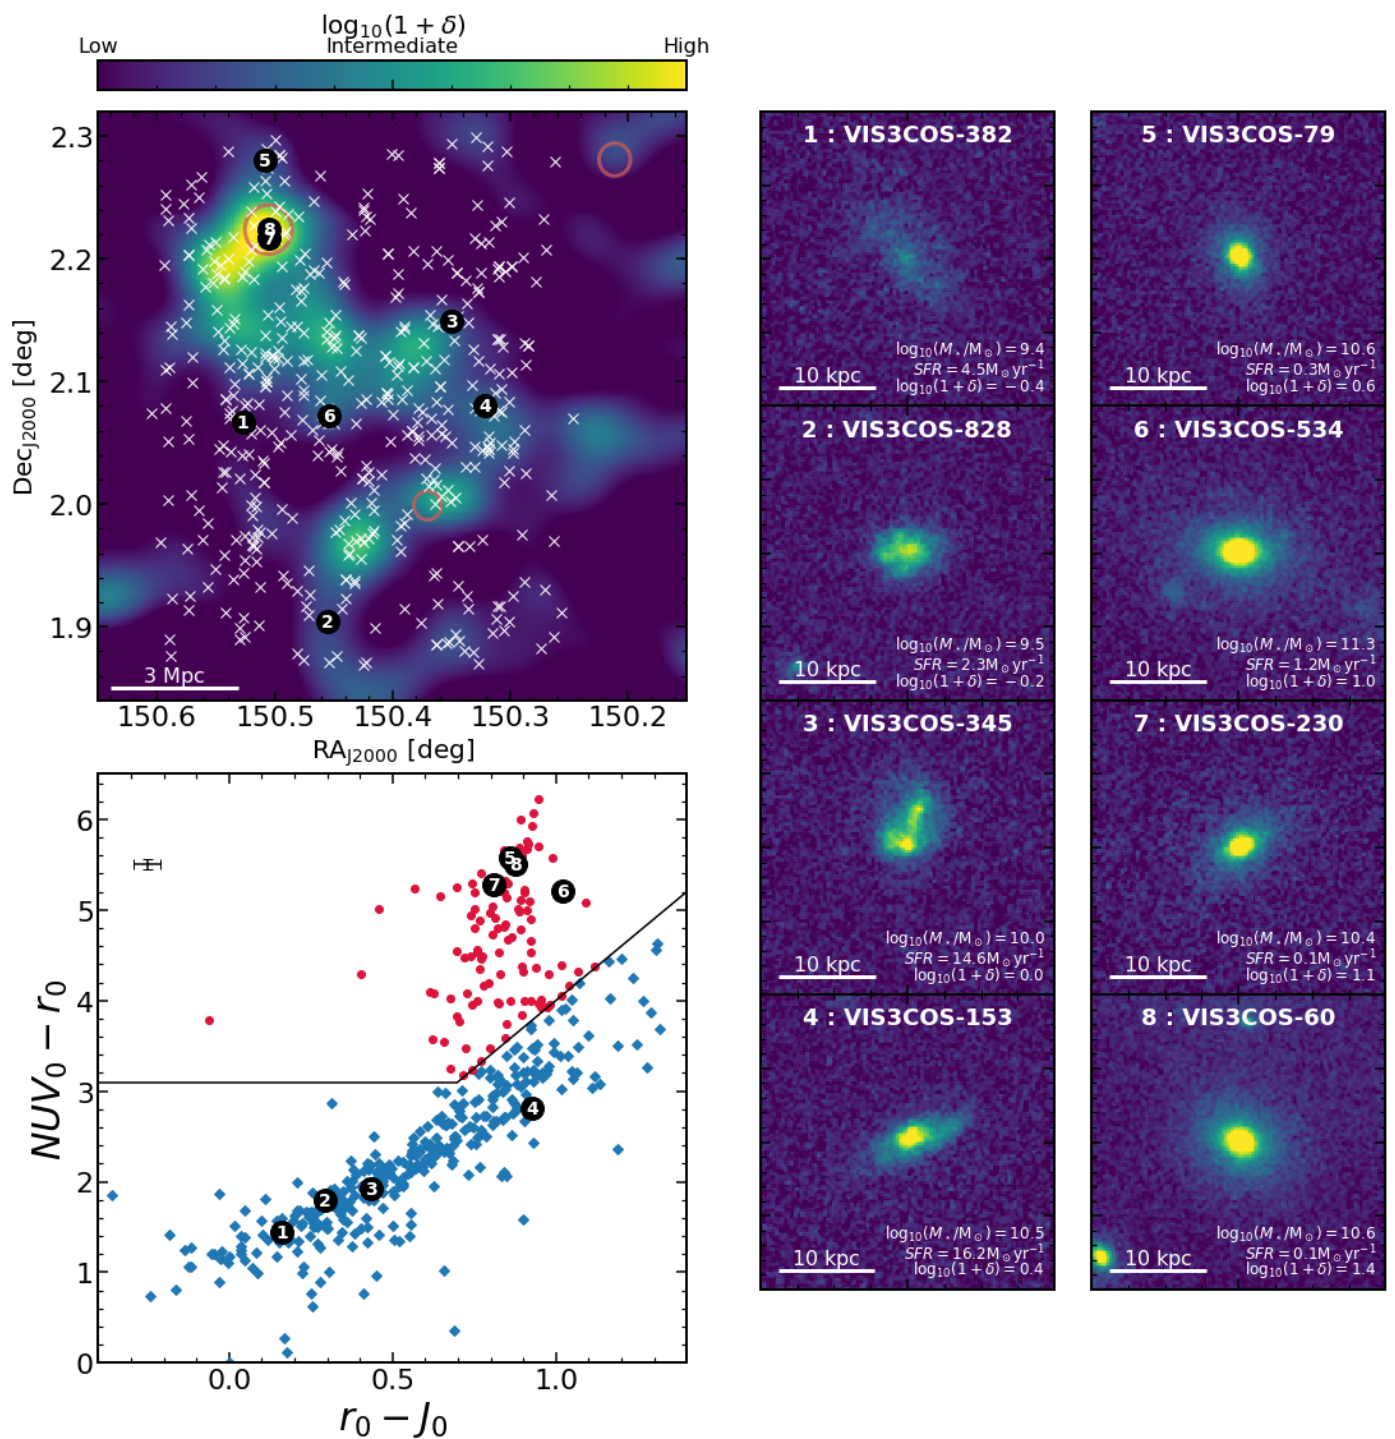 log₁₀(1 + δ)
Low Intermediate High
2.3
2.2
2.1
2.0
1.9
Dec_J2000 [deg]
5
8
7
3
4
1
6
2
3 Mpc
150.6 150.5 150.4 150.3 150.2
RA_J2000 [deg]
6
5
4
3
2
1
0
NUV₀ − r₀
5
8
7
6
4
3
2
1
0.0 0.5 1.0
r₀ − J₀
1 : VIS3COS-382
log₁₀(M⋆/M⊙) = 9.4
SFR = 4.5M⊙yr⁻¹
log₁₀(1 + δ) = −0.4
10 kpc
2 : VIS3COS-828
log₁₀(M⋆/M⊙) = 9.5
SFR = 2.3M⊙yr⁻¹
log₁₀(1 + δ) = −0.2
10 kpc
3 : VIS3COS-345
log₁₀(M⋆/M⊙) = 10.0
SFR = 14.6M⊙yr⁻¹
log₁₀(1 + δ) = 0.0
10 kpc
4 : VIS3COS-153
log₁₀(M⋆/M⊙) = 10.5
SFR = 16.2M⊙yr⁻¹
log₁₀(1 + δ) = 0.4
10 kpc
5 : VIS3COS-79
log₁₀(M⋆/M⊙) = 10.6
SFR = 0.3M⊙yr⁻¹
log₁₀(1 + δ) = 0.6
10 kpc
6 : VIS3COS-534
log₁₀(M⋆/M⊙) = 11.3
SFR = 1.2M⊙yr⁻¹
log₁₀(1 + δ) = 1.0
10 kpc
7 : VIS3COS-230
log₁₀(M⋆/M⊙) = 10.4
SFR = 0.1M⊙yr⁻¹
log₁₀(1 + δ) = 1.1
10 kpc
8 : VIS3COS-60
log₁₀(M⋆/M⊙) = 10.6
SFR = 0.1M⊙yr⁻¹
log₁₀(1 + δ) = 1.4
10 kpc